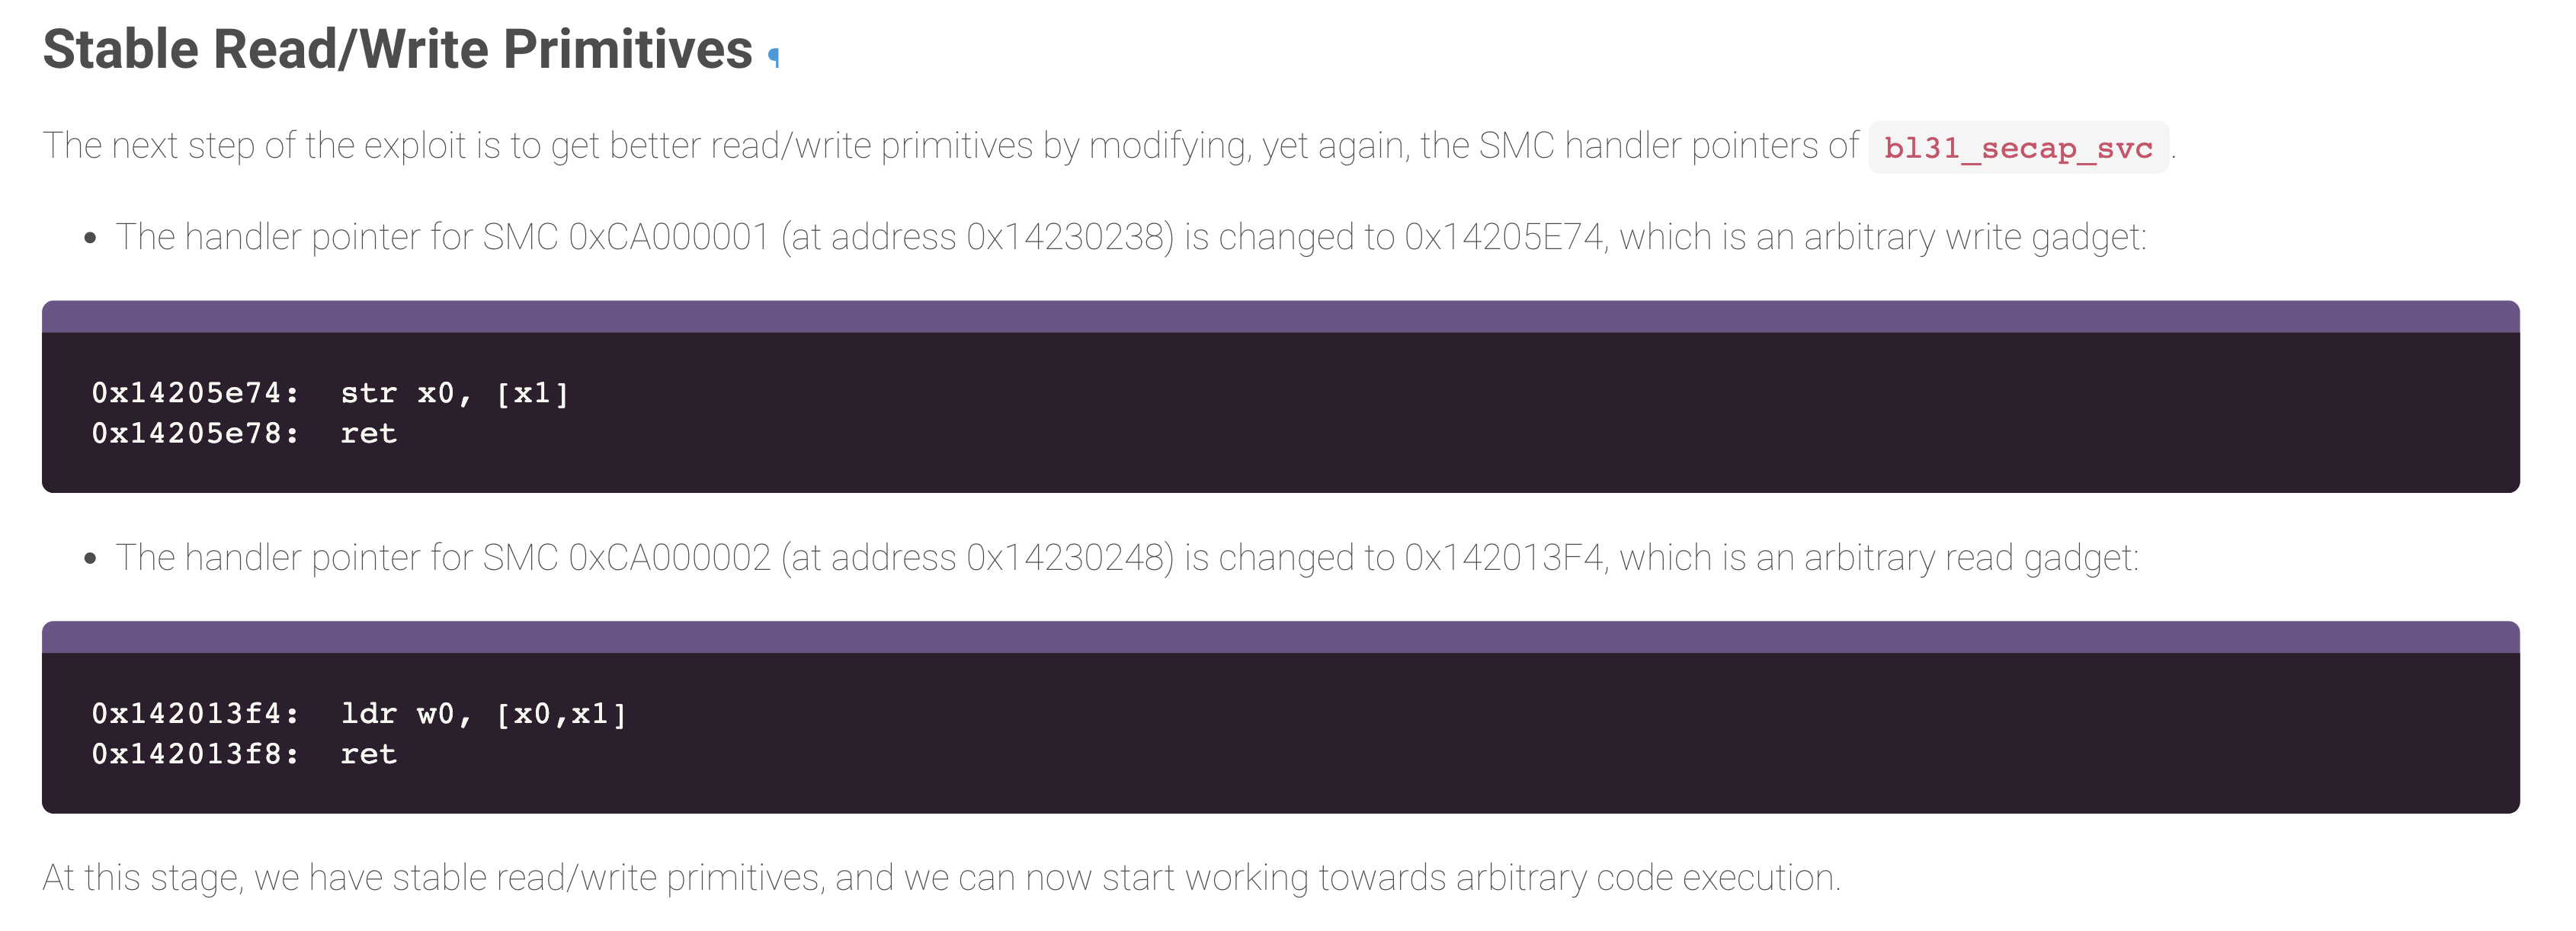 Stable Read/Write Primitives ¶
The next step of the exploit is to get better read/write primitives by modifying, yet again, the SMC handler pointers of bl31_secap_svc.
• The handler pointer for SMC 0xCA000001 (at address 0x14230238) is changed to 0x14205E74, which is an arbitrary write gadget:
0x14205e74:  str x0, [x1]
0x14205e78:  ret
• The handler pointer for SMC 0xCA000002 (at address 0x14230248) is changed to 0x142013F4, which is an arbitrary read gadget:
0x142013f4:  ldr w0, [x0,x1]
0x142013f8:  ret
At this stage, we have stable read/write primitives, and we can now start working towards arbitrary code execution.